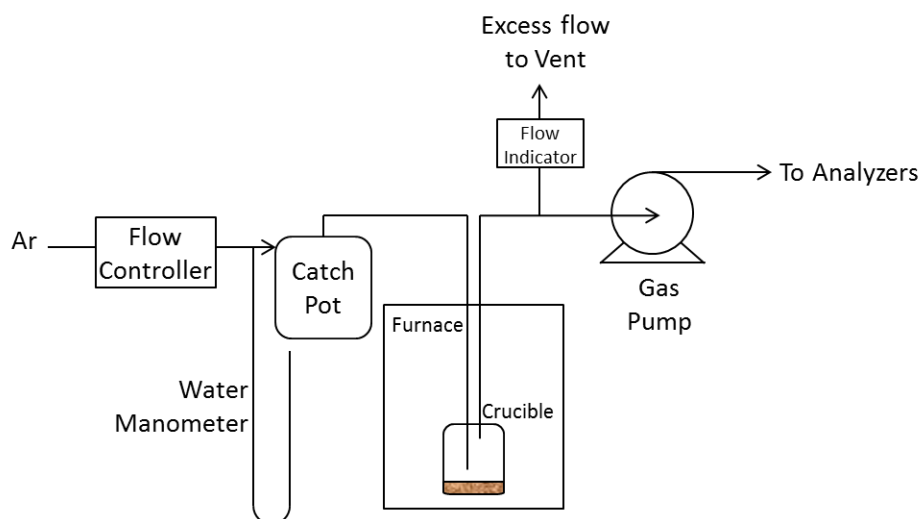 Excess flow
to Vent
Flow
Indicator
To Analyzers
Ar
Flow
Controller
Catch
Pot
Gas
Pump
Furnace
Water
Manometer
Crucible